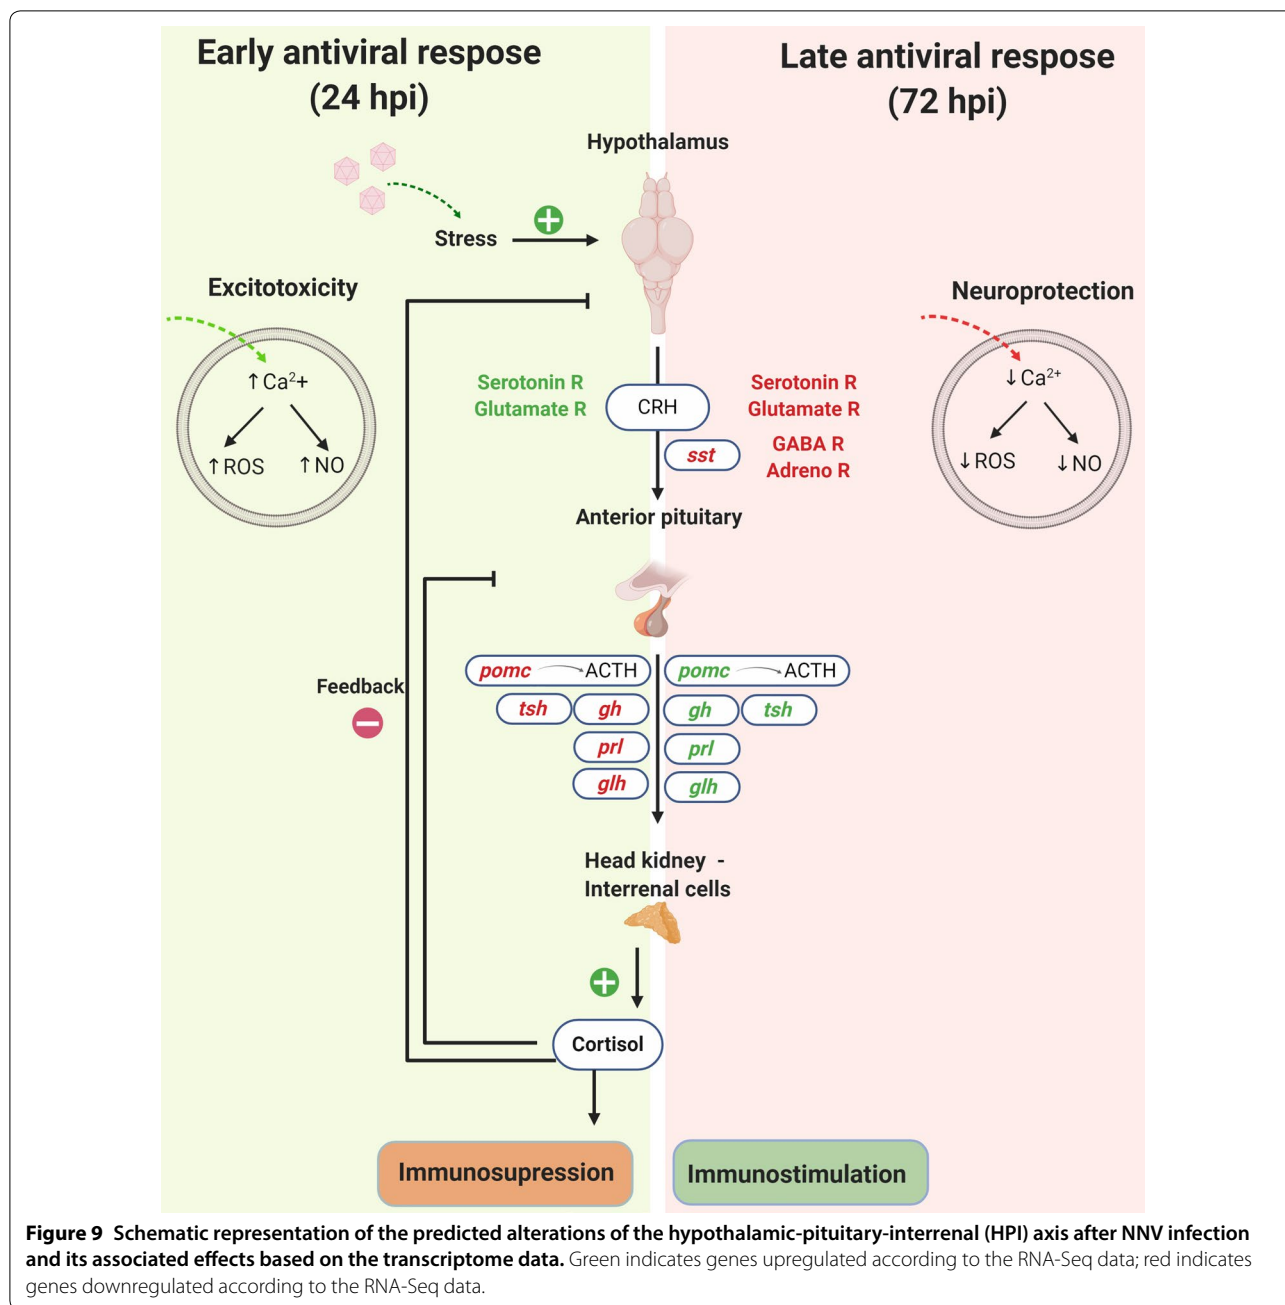 Early antiviral respose
(24 hpi)
Late antiviral respose
(72 hpi)
Hypothalamus
Stress
Excitotoxicity
↑Ca²+
↑ROS
↑NO
Neuroprotection
↓Ca²⁺
↓ROS
↓NO
Serotonin R
Glutamate R
CRH
Serotonin R
Glutamate R
sst
GABA R
Adreno R
Anterior pituitary
Feedback
pomc
ACTH
pomc
ACTH
tsh
gh
gh
tsh
prl
prl
glh
glh
Head kidney -
Interrenal cells
Cortisol
Immunosupression
Immunostimulation
Figure 9 Schematic representation of the predicted alterations of the hypothalamic-pituitary-interrenal (HPI) axis after NNV infection
and its associated effects based on the transcriptome data. Green indicates genes upregulated according to the RNA-Seq data; red indicates
genes downregulated according to the RNA-Seq data.